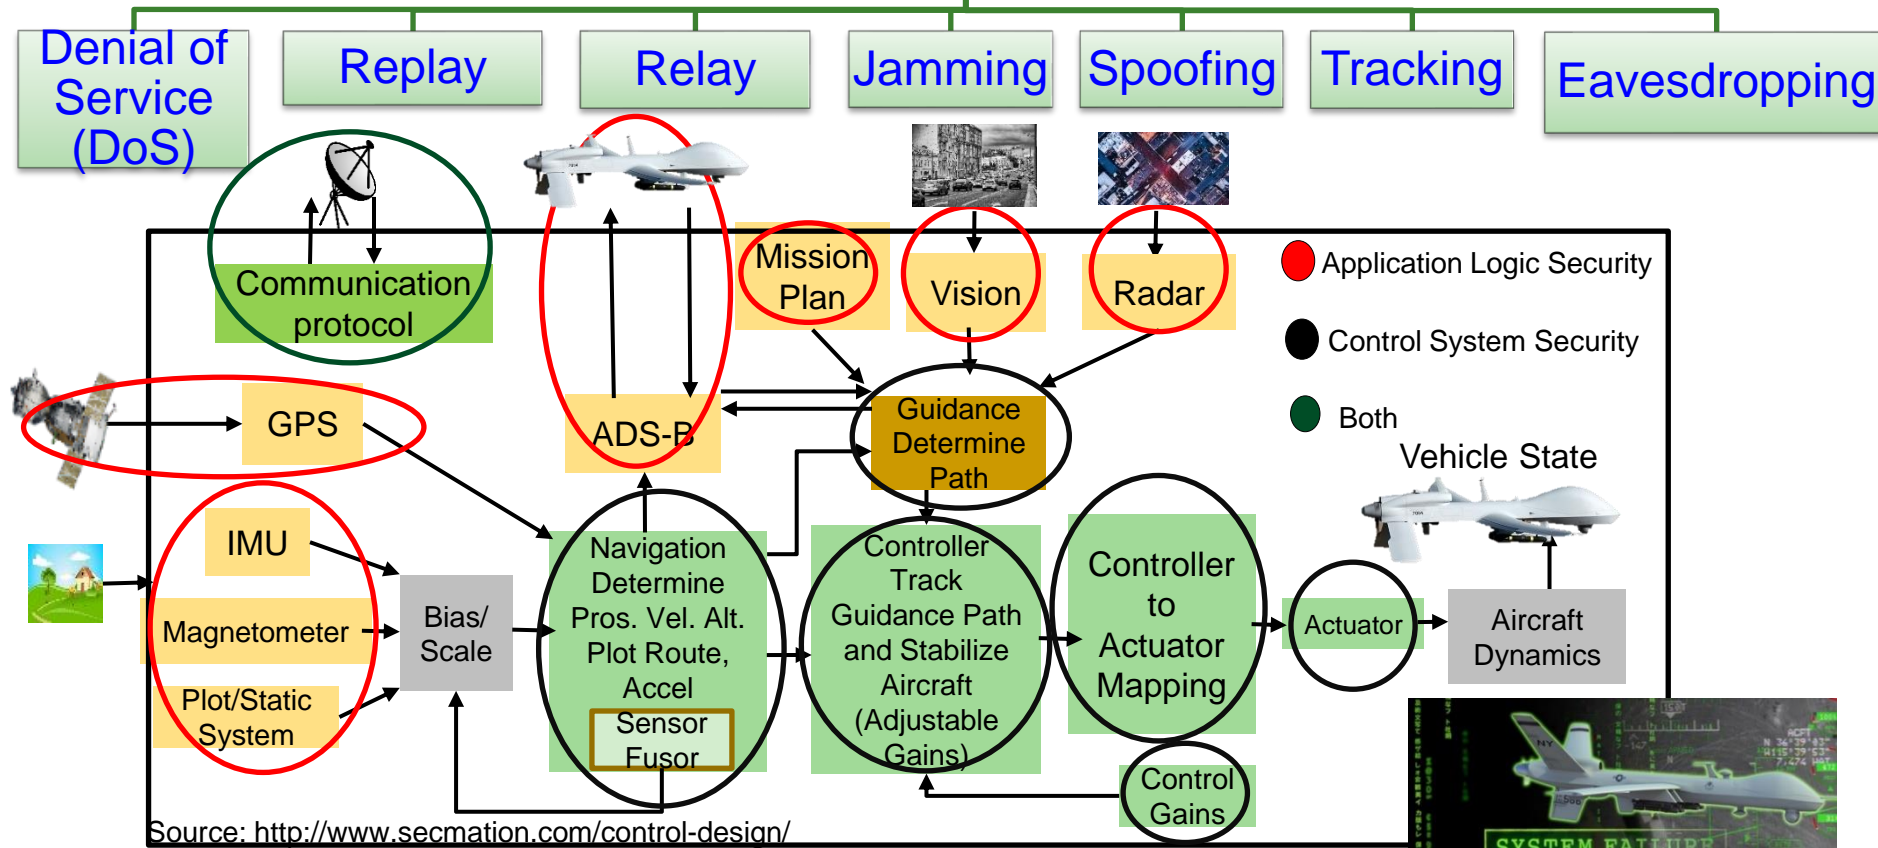 Denial of
Service
(DoS)
Replay
Relay
Jamming
Spoofing
Tracking
Eavesdropping
Communication
protocol
Mission
Plan
Vision
Radar
Application Logic Security
Control System Security
Both
GPS
ADS-B
Guidance
Determine
Path
Vehicle State
IMU
Magnetometer
Plot/Static
System
Bias/
Scale
Navigation
Determine
Pros. Vel. Alt.
Plot Route,
Accel
Sensor
Fusor
Controller
Track
Guidance Path
and Stabilize
Aircraft
(Adjustable
Gains)
Controller
to
Actuator
Mapping
Actuator
Aircraft
Dynamics
Control
Gains
NY
ACFT
SYSTEM FAILURE
Source: http://www.secmation.com/control-design/